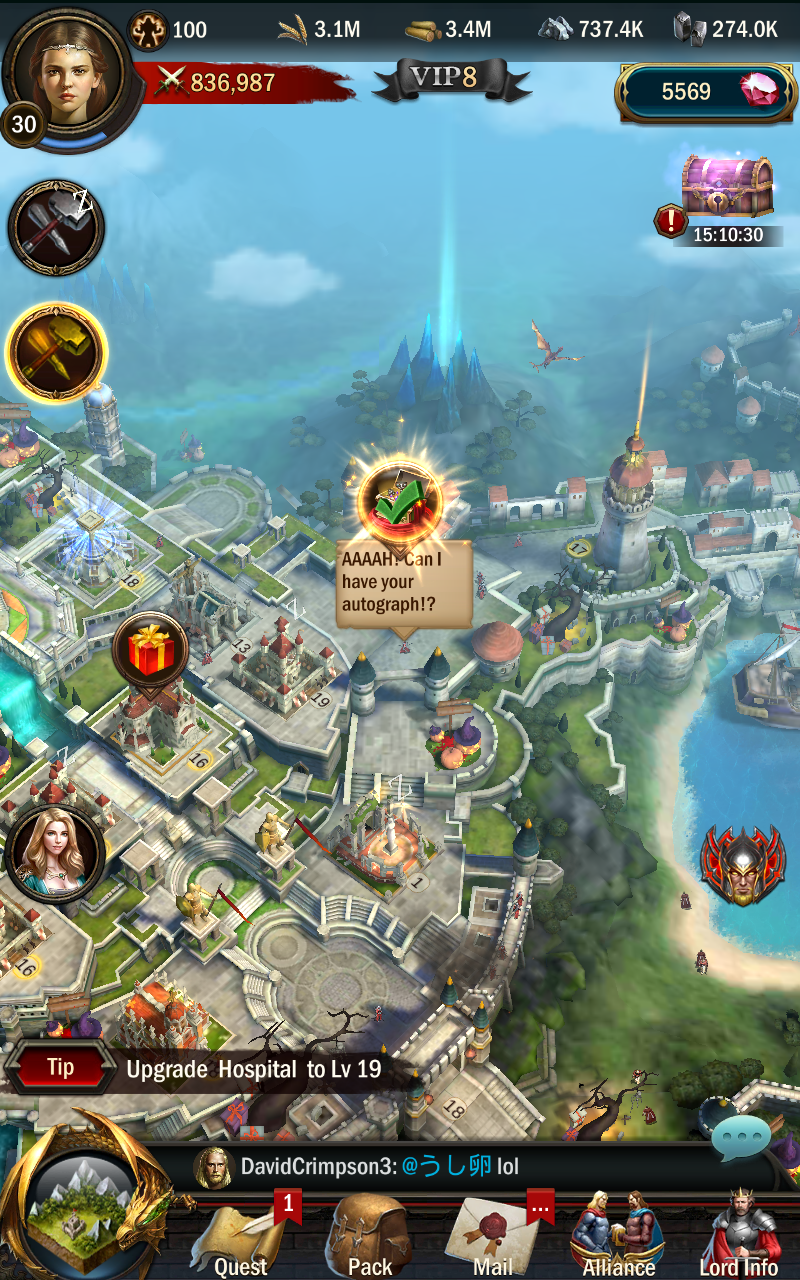 100
3.1M
3.4M
737.4K
274.0K
836,987
VIP8
5569
30
15:10:30
AAAAH! Can I
have your
autograph!?
17
18
13
19
16
1
16
Tip
Upgrade Hospital to Lv 19
18
DavidCrimpson3: @うし卵 lol
1
...
Quest
Pack
Mail
Alliance
Lord Info